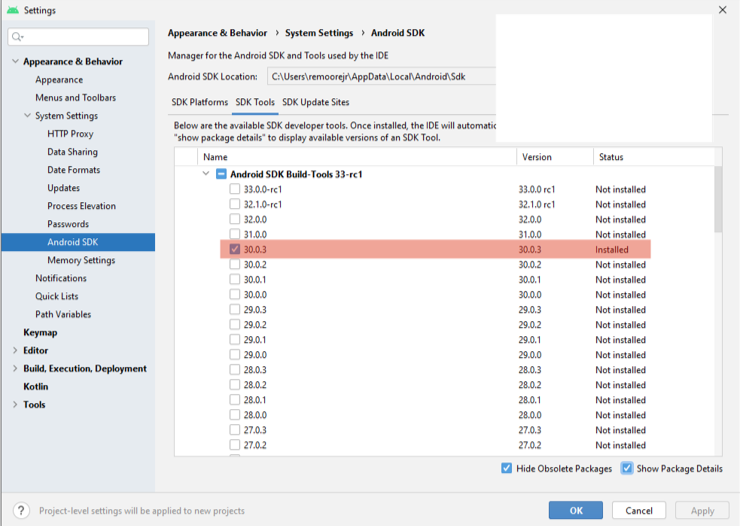 Settings
Appearance & Behavior
Appearance
Menus and Toolbars
System Settings
HTTP Proxy
Data Sharing
Date Formats
Updates
Process Elevation
Passwords
Android SDK
Memory Settings
Notifications
Quick Lists
Path Variables
Keymap
Editor
Build, Execution, Deployment
Kotlin
Tools
Appearance & Behavior > System Settings > Android SDK
Manager for the Android SDK and Tools used by the IDE
Android SDK Location: C:\Users\remoorejr\AppData\Local\Android\Sdk
SDK Platforms SDK Tools SDK Update Sites
Below are the available SDK developer tools. Once installed, the IDE will automatic
"show package details" to display available versions of an SDK Tool.
Name Version Status
Android SDK Build-Tools 33-rc1
33.0.0-rc1 33.0.0 rc1 Not installed
32.1.0-rc1 32.1.0 rc1 Not installed
32.0.0 32.0.0 Not installed
31.0.0 31.0.0 Not installed
30.0.3 30.0.3 Installed
30.0.2 30.0.2 Not installed
30.0.1 30.0.1 Not installed
30.0.0 30.0.0 Not installed
29.0.3 29.0.3 Not installed
29.0.2 29.0.2 Not installed
29.0.1 29.0.1 Not installed
29.0.0 29.0.0 Not installed
28.0.3 28.0.3 Not installed
28.0.2 28.0.2 Not installed
28.0.1 28.0.1 Not installed
28.0.0 28.0.0 Not installed
27.0.3 27.0.3 Not installed
27.0.2 27.0.2 Not installed
Hide Obsolete Packages Show Package Details
? Project-level settings will be applied to new projects
OK Cancel Apply